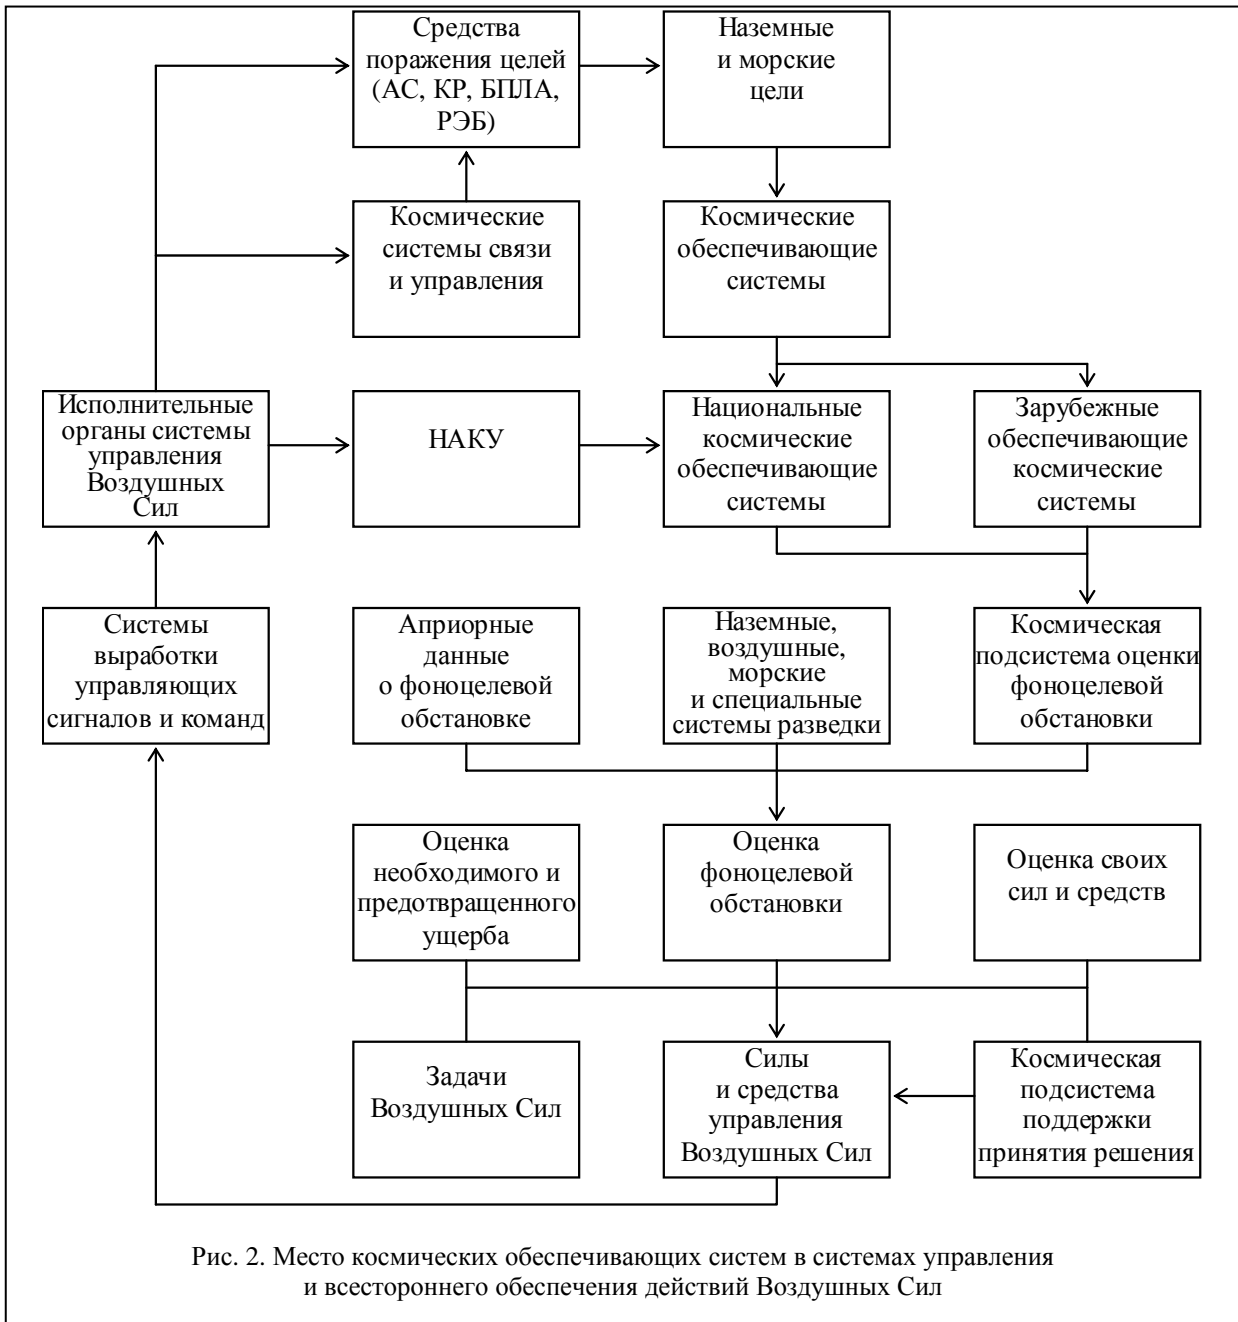 Средства
поражения целей
(АС, КР, БПЛА,
РЭБ)
Наземные
и морские
цели
Космические
системы связи
и управления
Космические
обеспечивающие
системы
Исполнительные
органы системы
управления
Воздушных
Сил
НАКУ
Национальные
космические
обеспечивающие
системы
Зарубежные
обеспечивающие
космические
системы
Системы
выработки
управляющих
сигналов и команд
Априорные
данные
о фоноцелевой
обстановке
Наземные,
воздушные,
морские
и специальные
системы разведки
Космическая
подсистема оценки
фоноцелевой
обстановки
Оценка
необходимого и
предотвращенного
ущерба
Оценка
фоноцелевой
обстановки
Оценка своих
сил и средств
Задачи
Воздушных Сил
Силы
и средства
управления
Воздушных Сил
Космическая
подсистема
поддержки
принятия решения
Рис. 2. Место космических обеспечивающих систем в системах управления
и всестороннего обеспечения действий Воздушных Сил